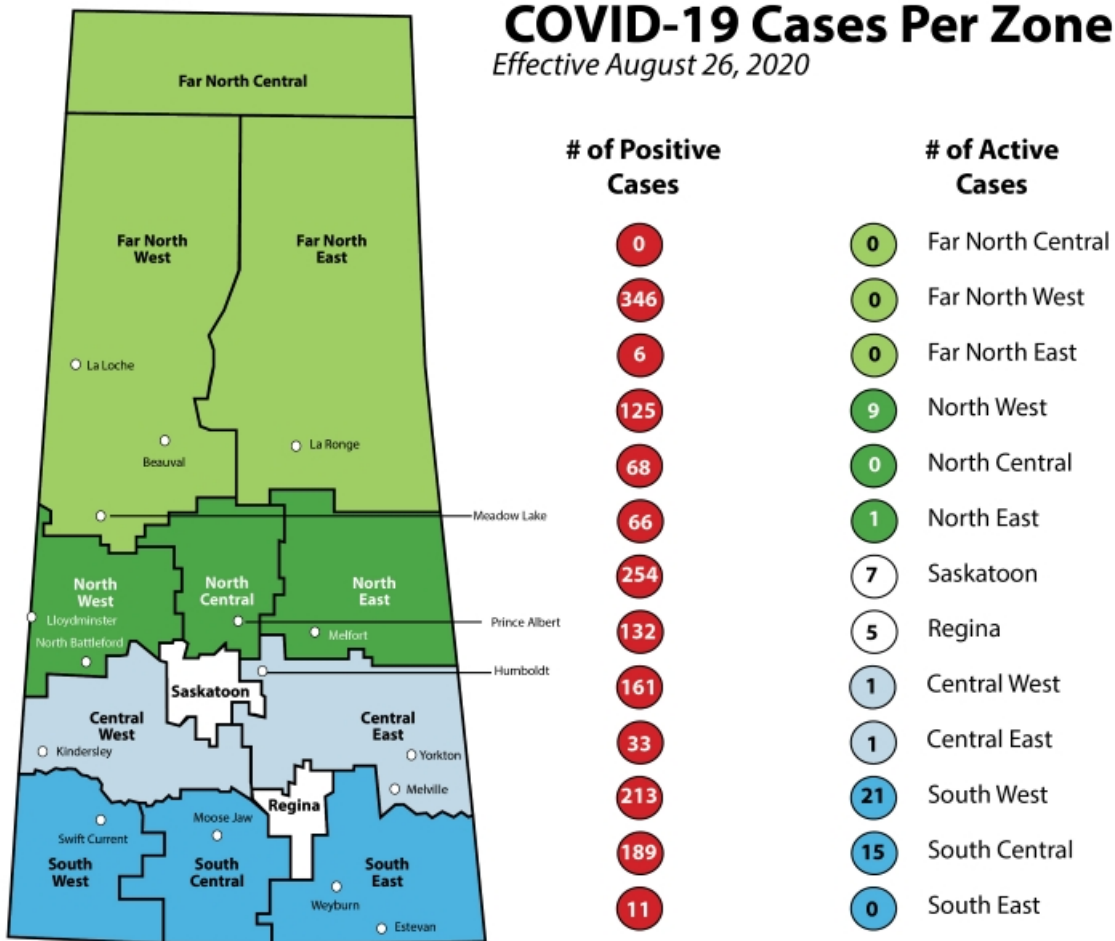 COVID-19 Cases Per Zone
Effective August 26, 2020
# of Positive
Cases
# of Active
Cases
0 0 Far North Central
346 0 Far North West
6 0 Far North East
125 9 North West
68 0 North Central
66 1 North East
254 7 Saskatoon
132 5 Regina
161 1 Central West
33 1 Central East
213 21 South West
189 15 South Central
11 0 South East
Far North Central
Far North
West
Far North
East
La Loche
Beauval
La Ronge
Meadow Lake
North
West
North
Central
North
East
Lloydminster
North Battleford
Prince Albert
Melfort
Humboldt
Saskatoon
Central
West
Central
East
Kindersley
Yorkton
Melville
Regina
Moose Jaw
Swift Current
South
West
South
Central
South
East
Weyburn
Estevan